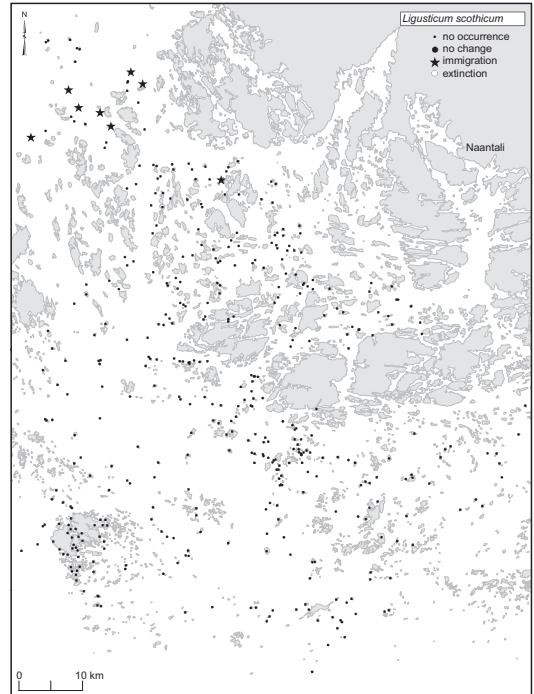 N
Ligusticum scothicum
no occurrence
no change
immigration
extinction
Naantali
0 10 km